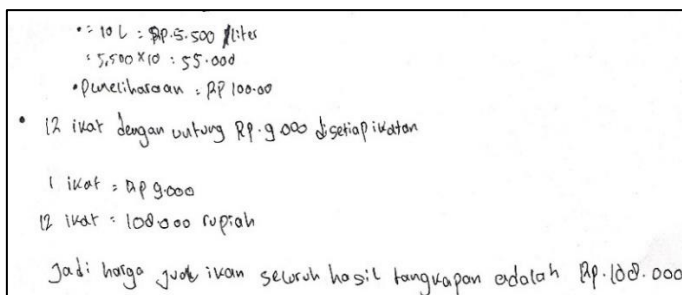 • = 10 L : Rp.5.500 /liter
= 5,500 x 10 : 55.000
• Pemeliharaan : Rp 100.00
• 12 ikat dengan untung Rp.9 000 disetiap ikatan
1 ikat = Rp 9.000
12 ikat = 108.000 rupiah
Jadi harga jual ikan seluruh hasil tangkapan adalah Rp.108.000